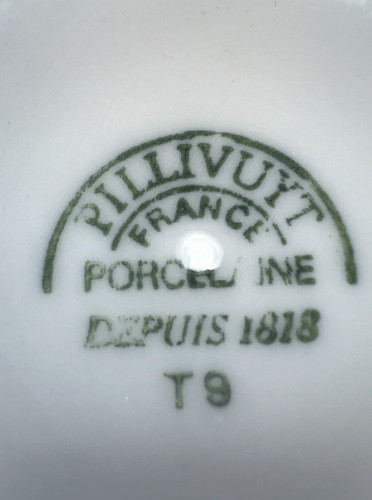 PILLIVUYT
FRANCE
PORCELAINE
DEPUIS 1818
T9